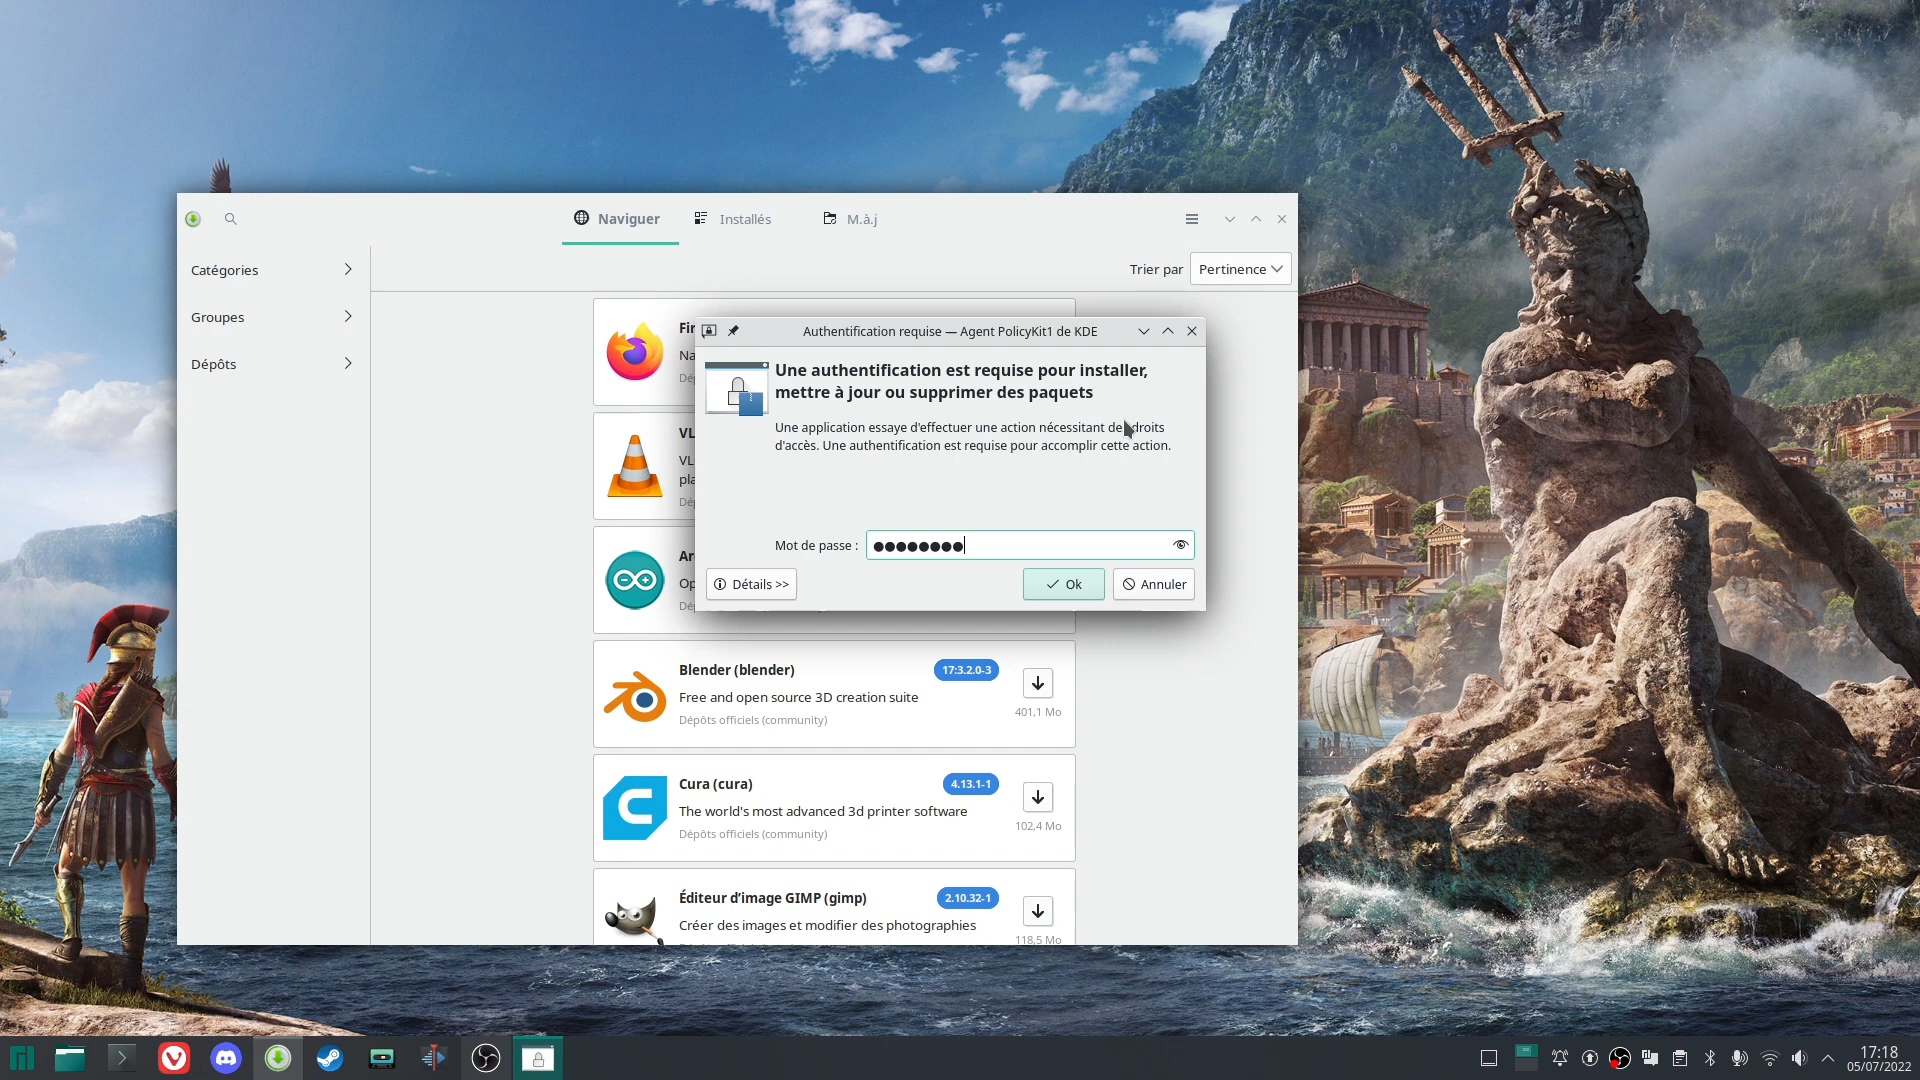 Naviguer
Installés
M.à.j
Catégories
Groupes
Dépôts
Trier par
Pertinence
Authentification requise — Agent PolicyKit1 de KDE
Une authentification est requise pour installer,
mettre à jour ou supprimer des paquets
Une application essaye d'effectuer une action nécessitant de droits
d'accès. Une authentification est requise pour accomplir cette action.
Mot de passe :
Détails >>
Ok
Annuler
Blender (blender)
17:3.2.0-3
Free and open source 3D creation suite
401,1 Mo
Dépôts officiels (community)
Cura (cura)
4.13.1-1
The world's most advanced 3d printer software
102,4 Mo
Dépôts officiels (community)
Éditeur d’image GIMP (gimp)
2.10.32-1
Créer des images et modifier des photographies
118,5 Mo
17:18
05/07/2022